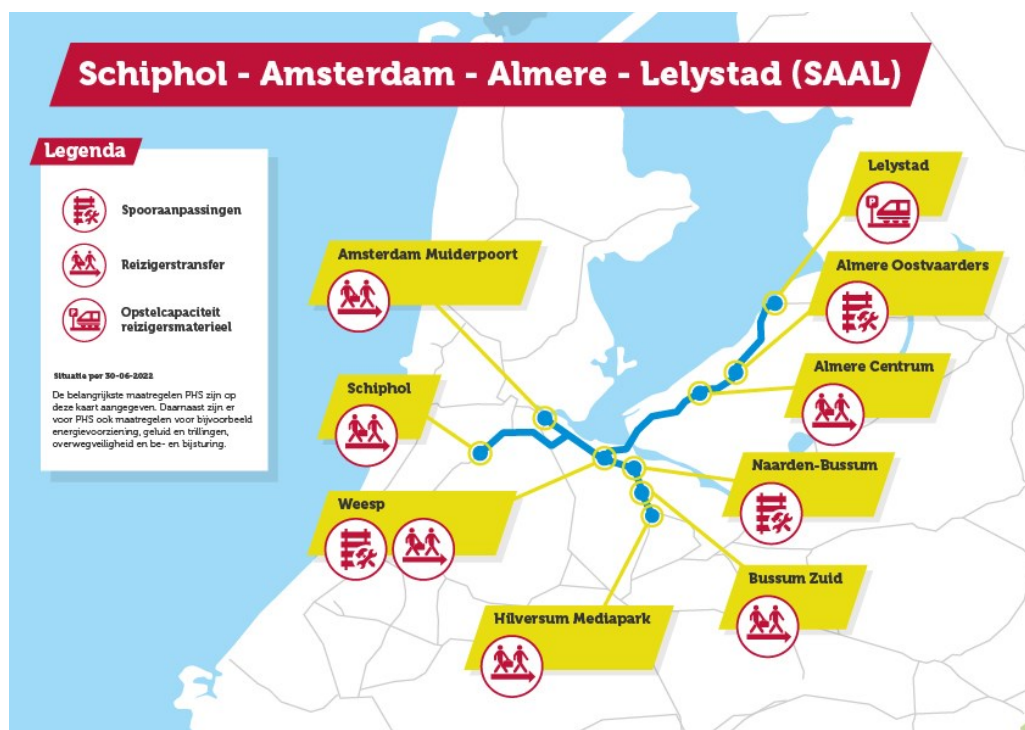 Schiphol - Amsterdam - Almere - Lelystad (SAAL)
Legenda
Spooraanpassingen
Reizigerstransfer
Opstelcapaciteit
reizigersmaterieel
Situatie per 30-06-2022
De belangrijkste maatregelen PHS zijn op
deze kaart aangegeven. Daarnaast zijn er
voor PHS ook maatregelen voor bijvoorbeeld
energievoorziening, geluid en trillingen,
overwegveiligheid en be- en bijsturing.
Lelystad
P
Amsterdam Muiderpoort
Almere Oostvaarders
Almere Centrum
Schiphol
Naarden-Bussum
Weesp
Bussum Zuid
Hilversum Mediapark